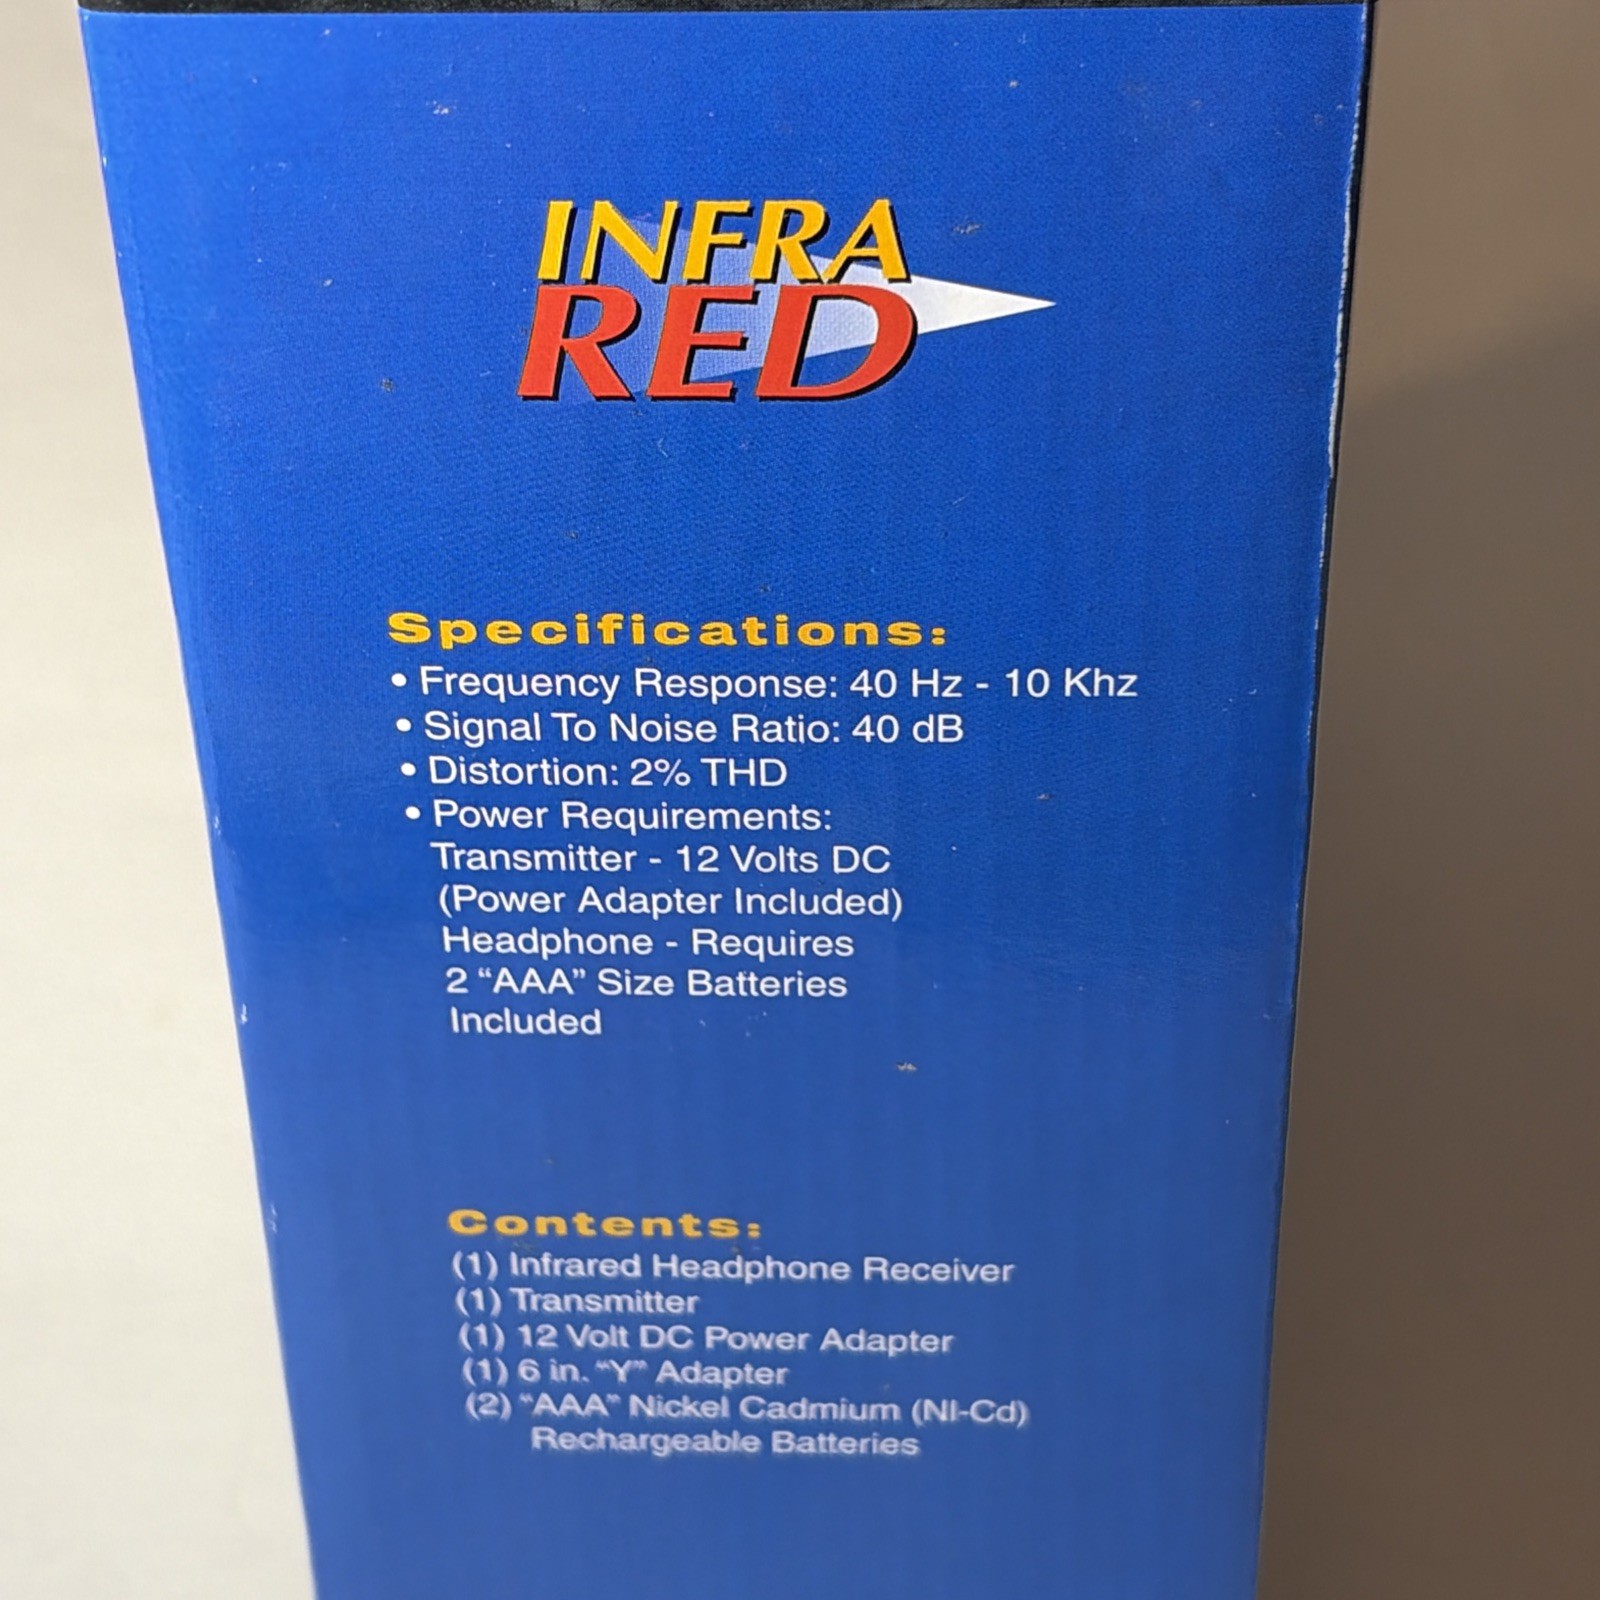 INFRA
RED
Specifications:
• Frequency Response: 40 Hz - 10 Khz
• Signal To Noise Ratio: 40 dB
• Distortion: 2% THD
• Power Requirements:
Transmitter - 12 Volts DC
(Power Adapter Included)
Headphone - Requires
2 “AAA” Size Batteries
Included
Contents:
(1) Infrared Headphone Receiver
(1) Transmitter
(1) 12 Volt DC Power Adapter
(1) 6 in. “Y” Adapter
(2) “AAA” Nickel Cadmium (NI-Cd)
Rechargeable Batteries